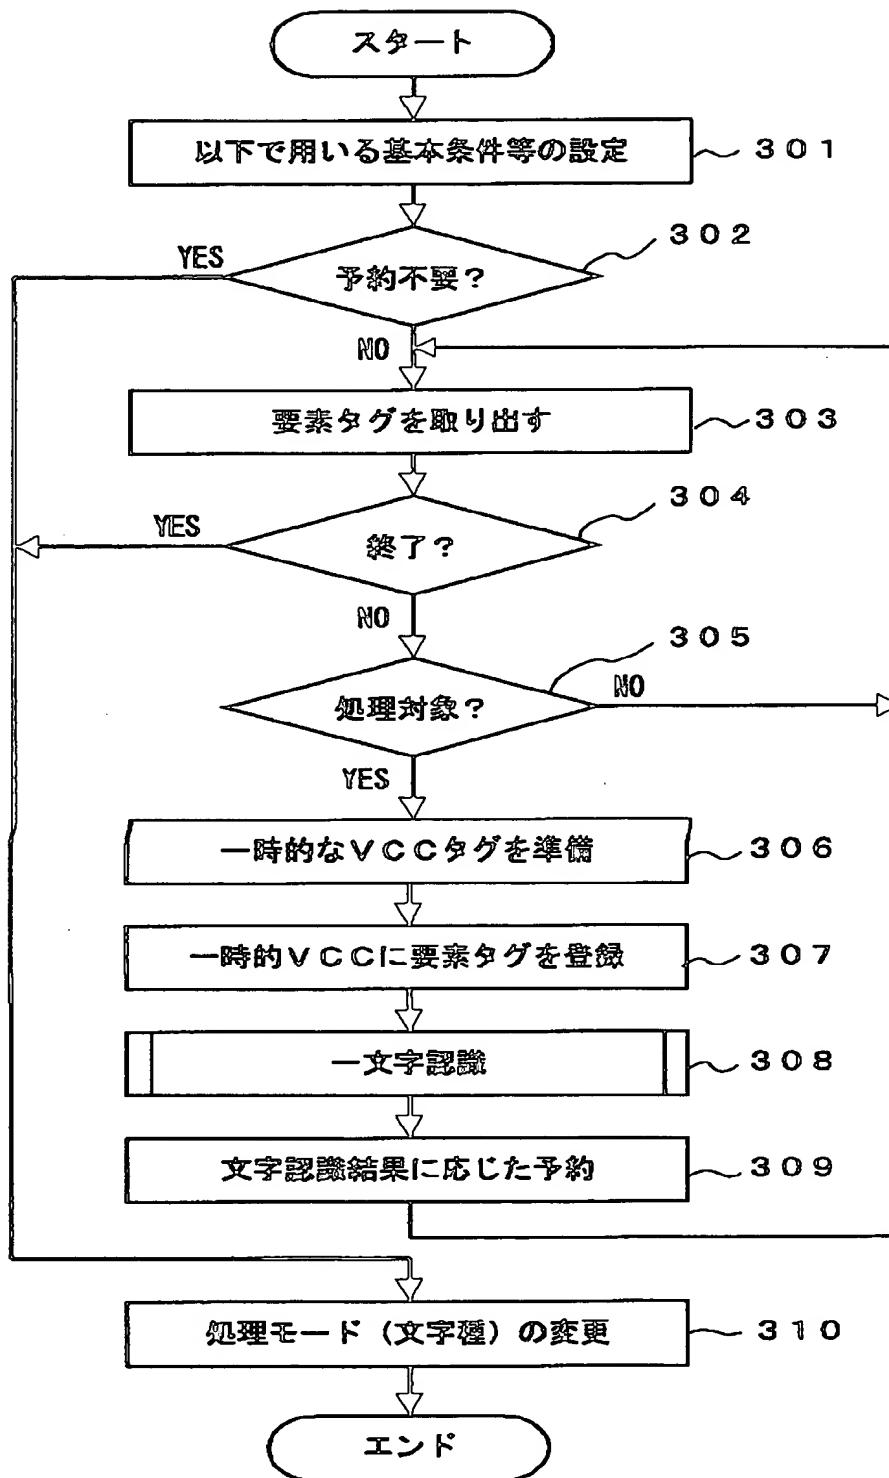 スタート
以下で用いる基本条件等の設定
301
302
YES
予約不要?
NO
要素タグを取り出す
303
304
YES
終了?
NO
305
処理対象?
NO
YES
一時的なVCCタグを準備
306
一時的VCCに要素タグを登録
307
一文字認識
308
文字認識結果に応じた予約
309
処理モード(文字種)の変更
310
エンド